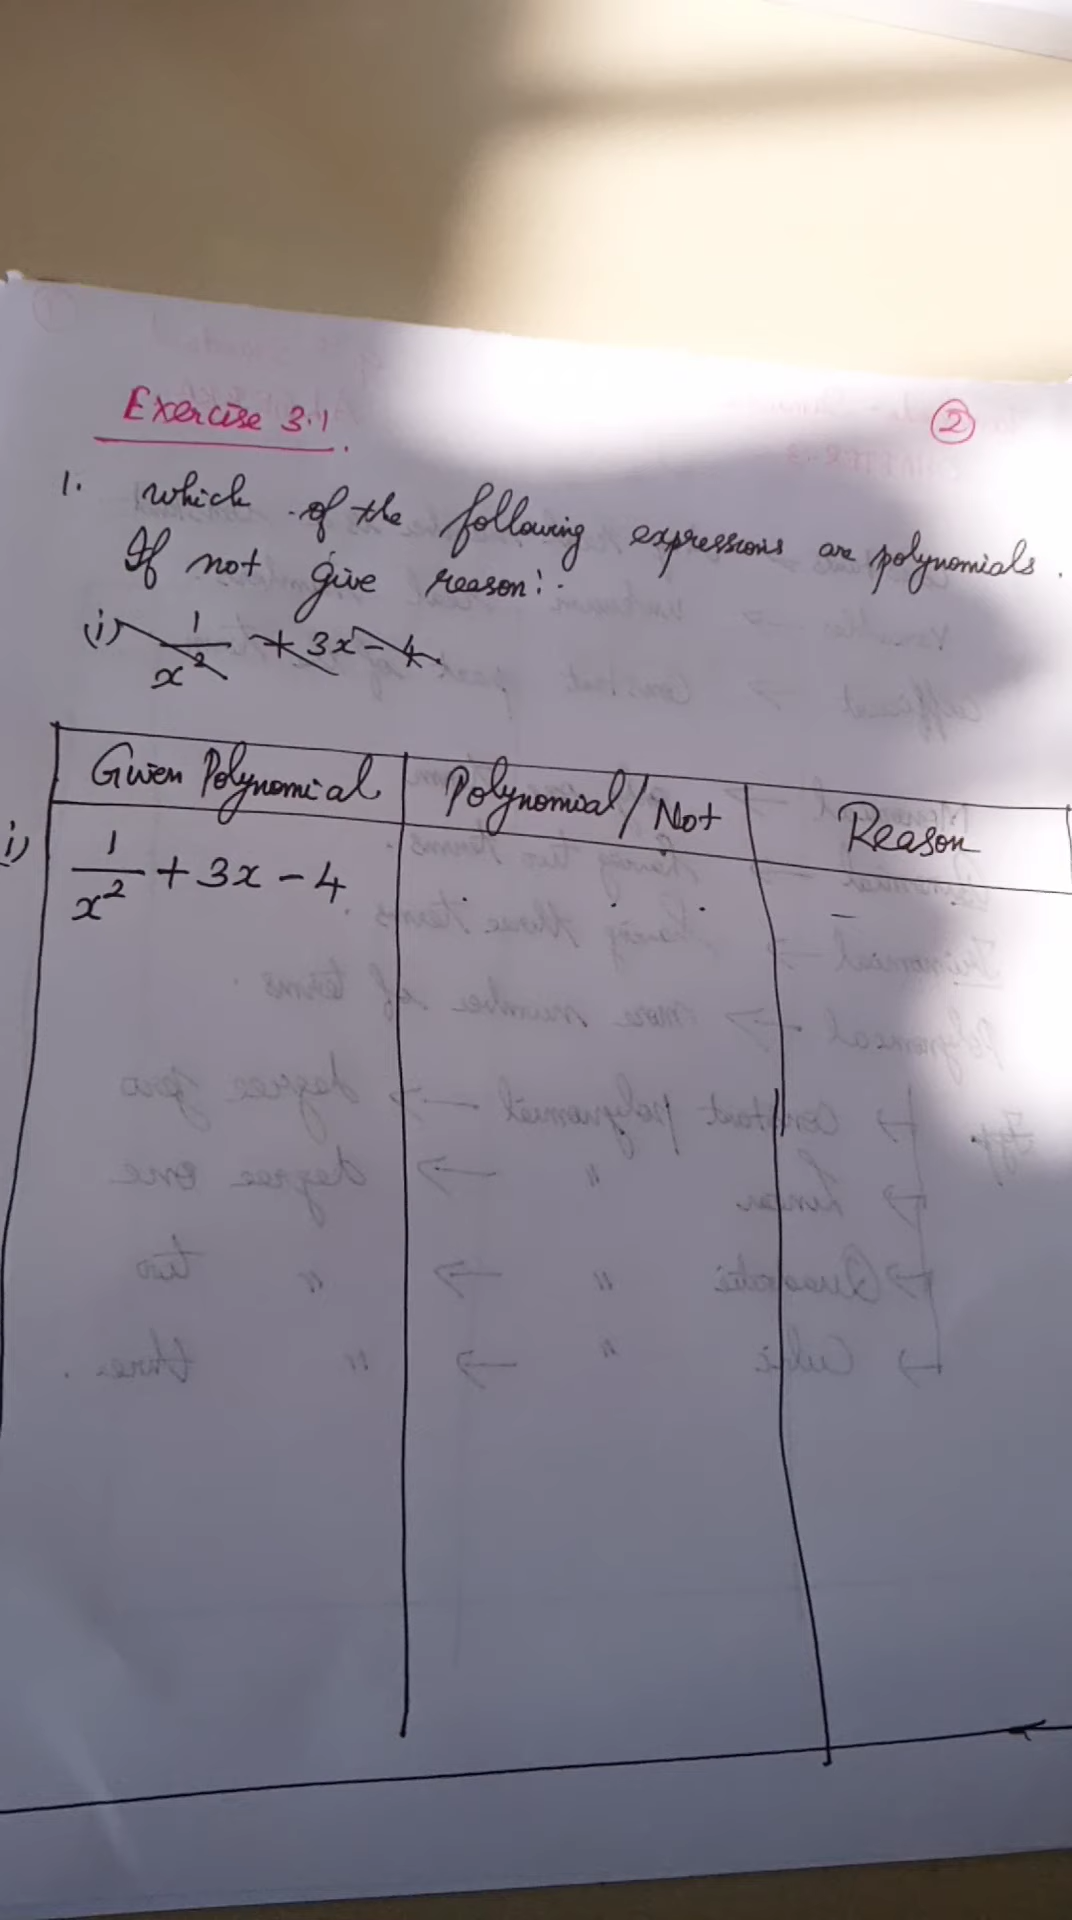 Exercise 3.1
2
1. which of the following expressions are polynomials.
If not give reason:-
(i) 1/x² + 3x - 4
Given Polynomial | Polynomial/Not | Reason
i) 1/x² + 3x - 4